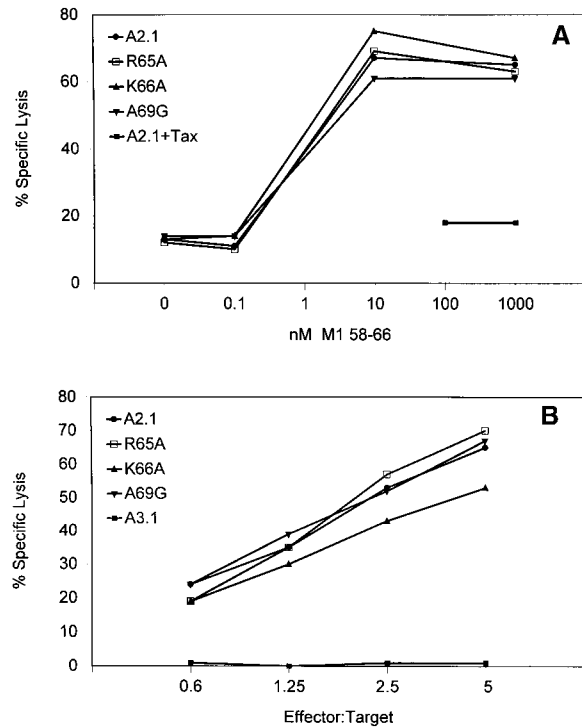 A
80
60
40
20
0
% Specific Lysis
A2.1
R65A
K66A
A69G
A2.1+Tax
0 0.1 1 10 100 1000
nM M1 58-66
B
80
70
60
50
40
30
20
10
0
% Specific Lysis
A2.1
R65A
K66A
A69G
A3.1
0.6 1.25 2.5 5
Effector:Target